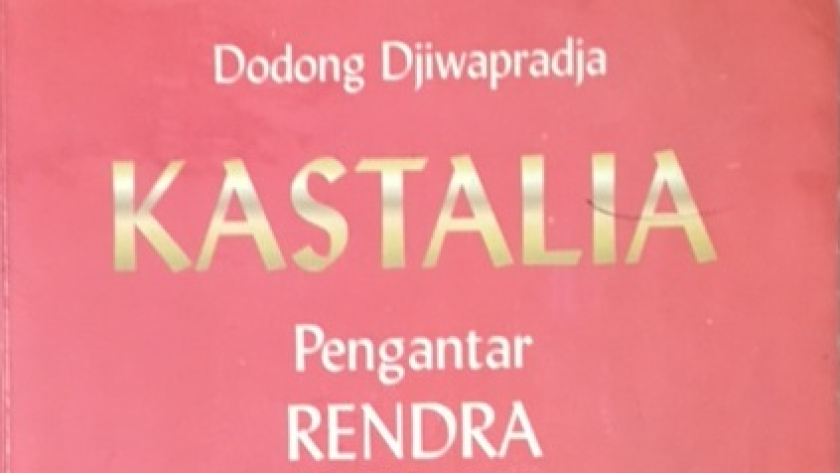 Dodong Djiwapradja
KASTALIA
Pengantar
RENDRA